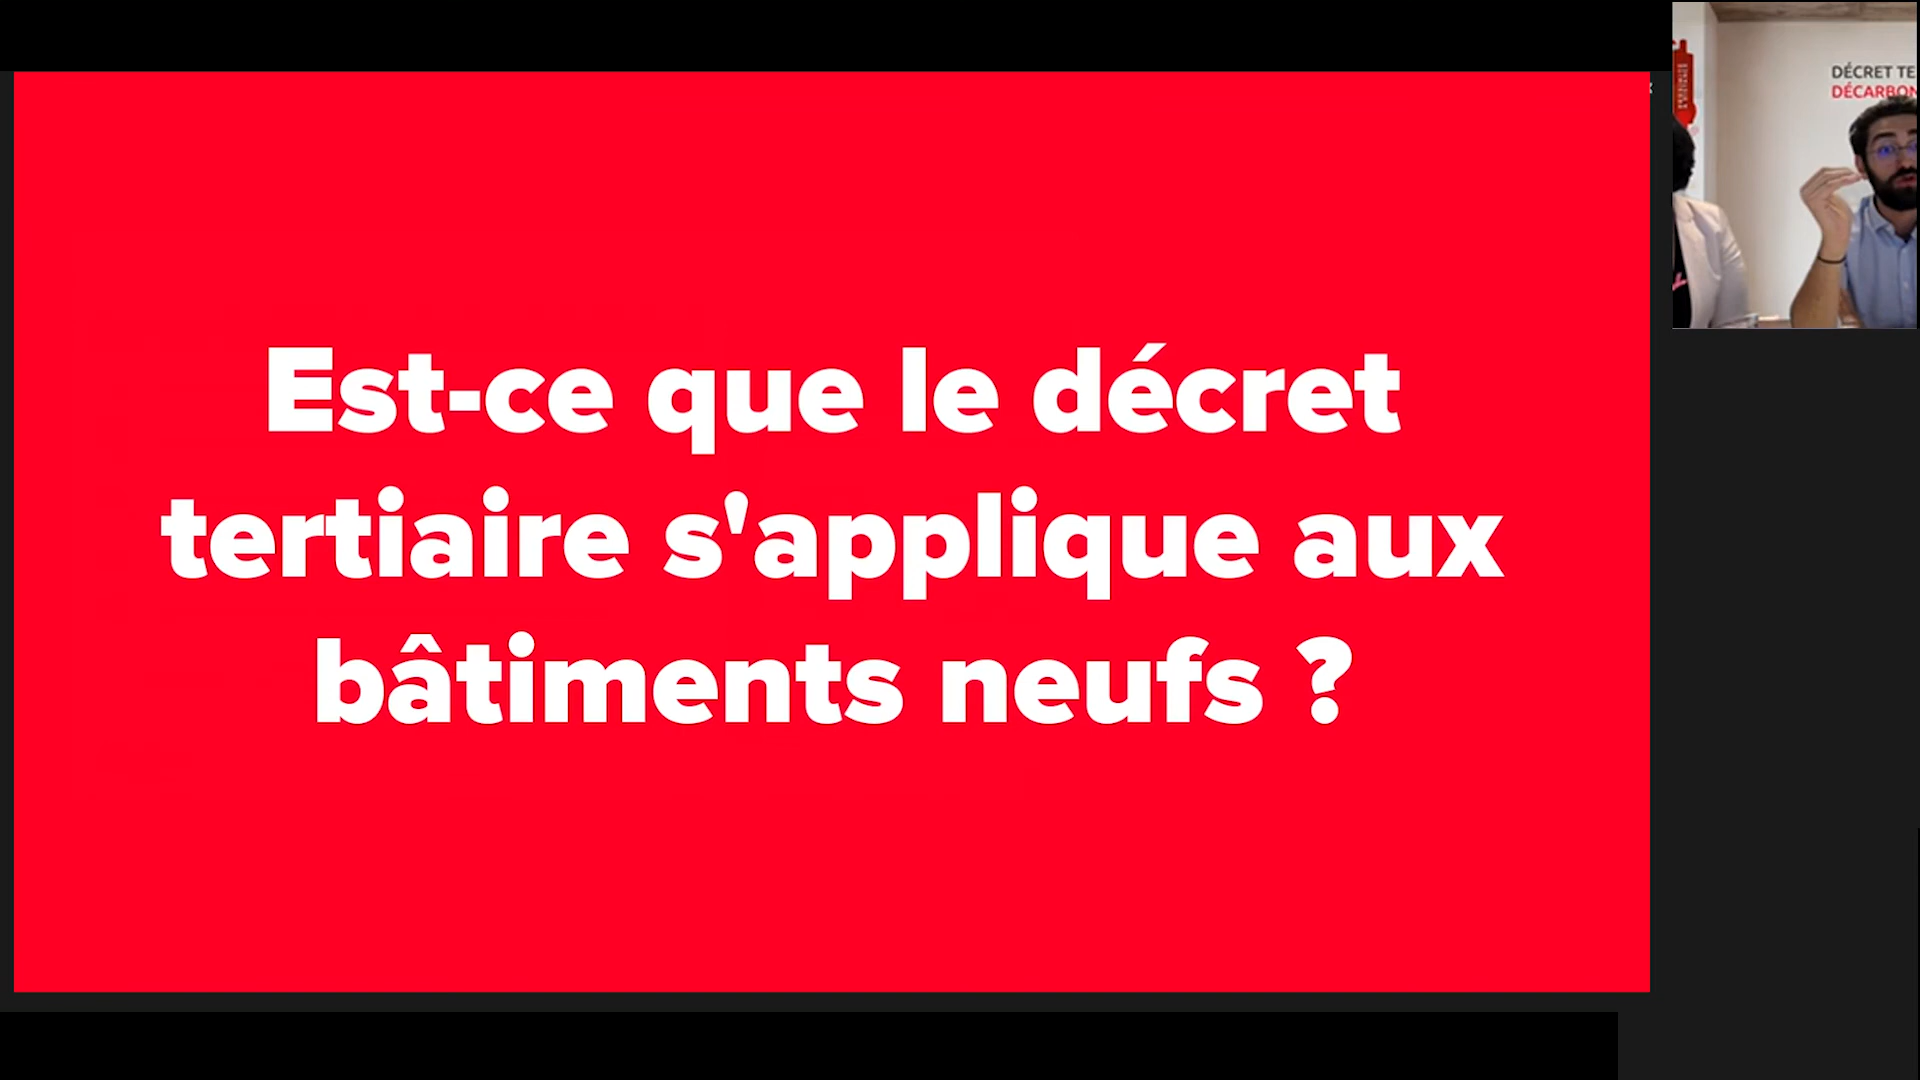 Est-ce que le décret
tertiaire s'applique aux
bâtiments neufs ?
DÉCRET TE
DÉCARBON